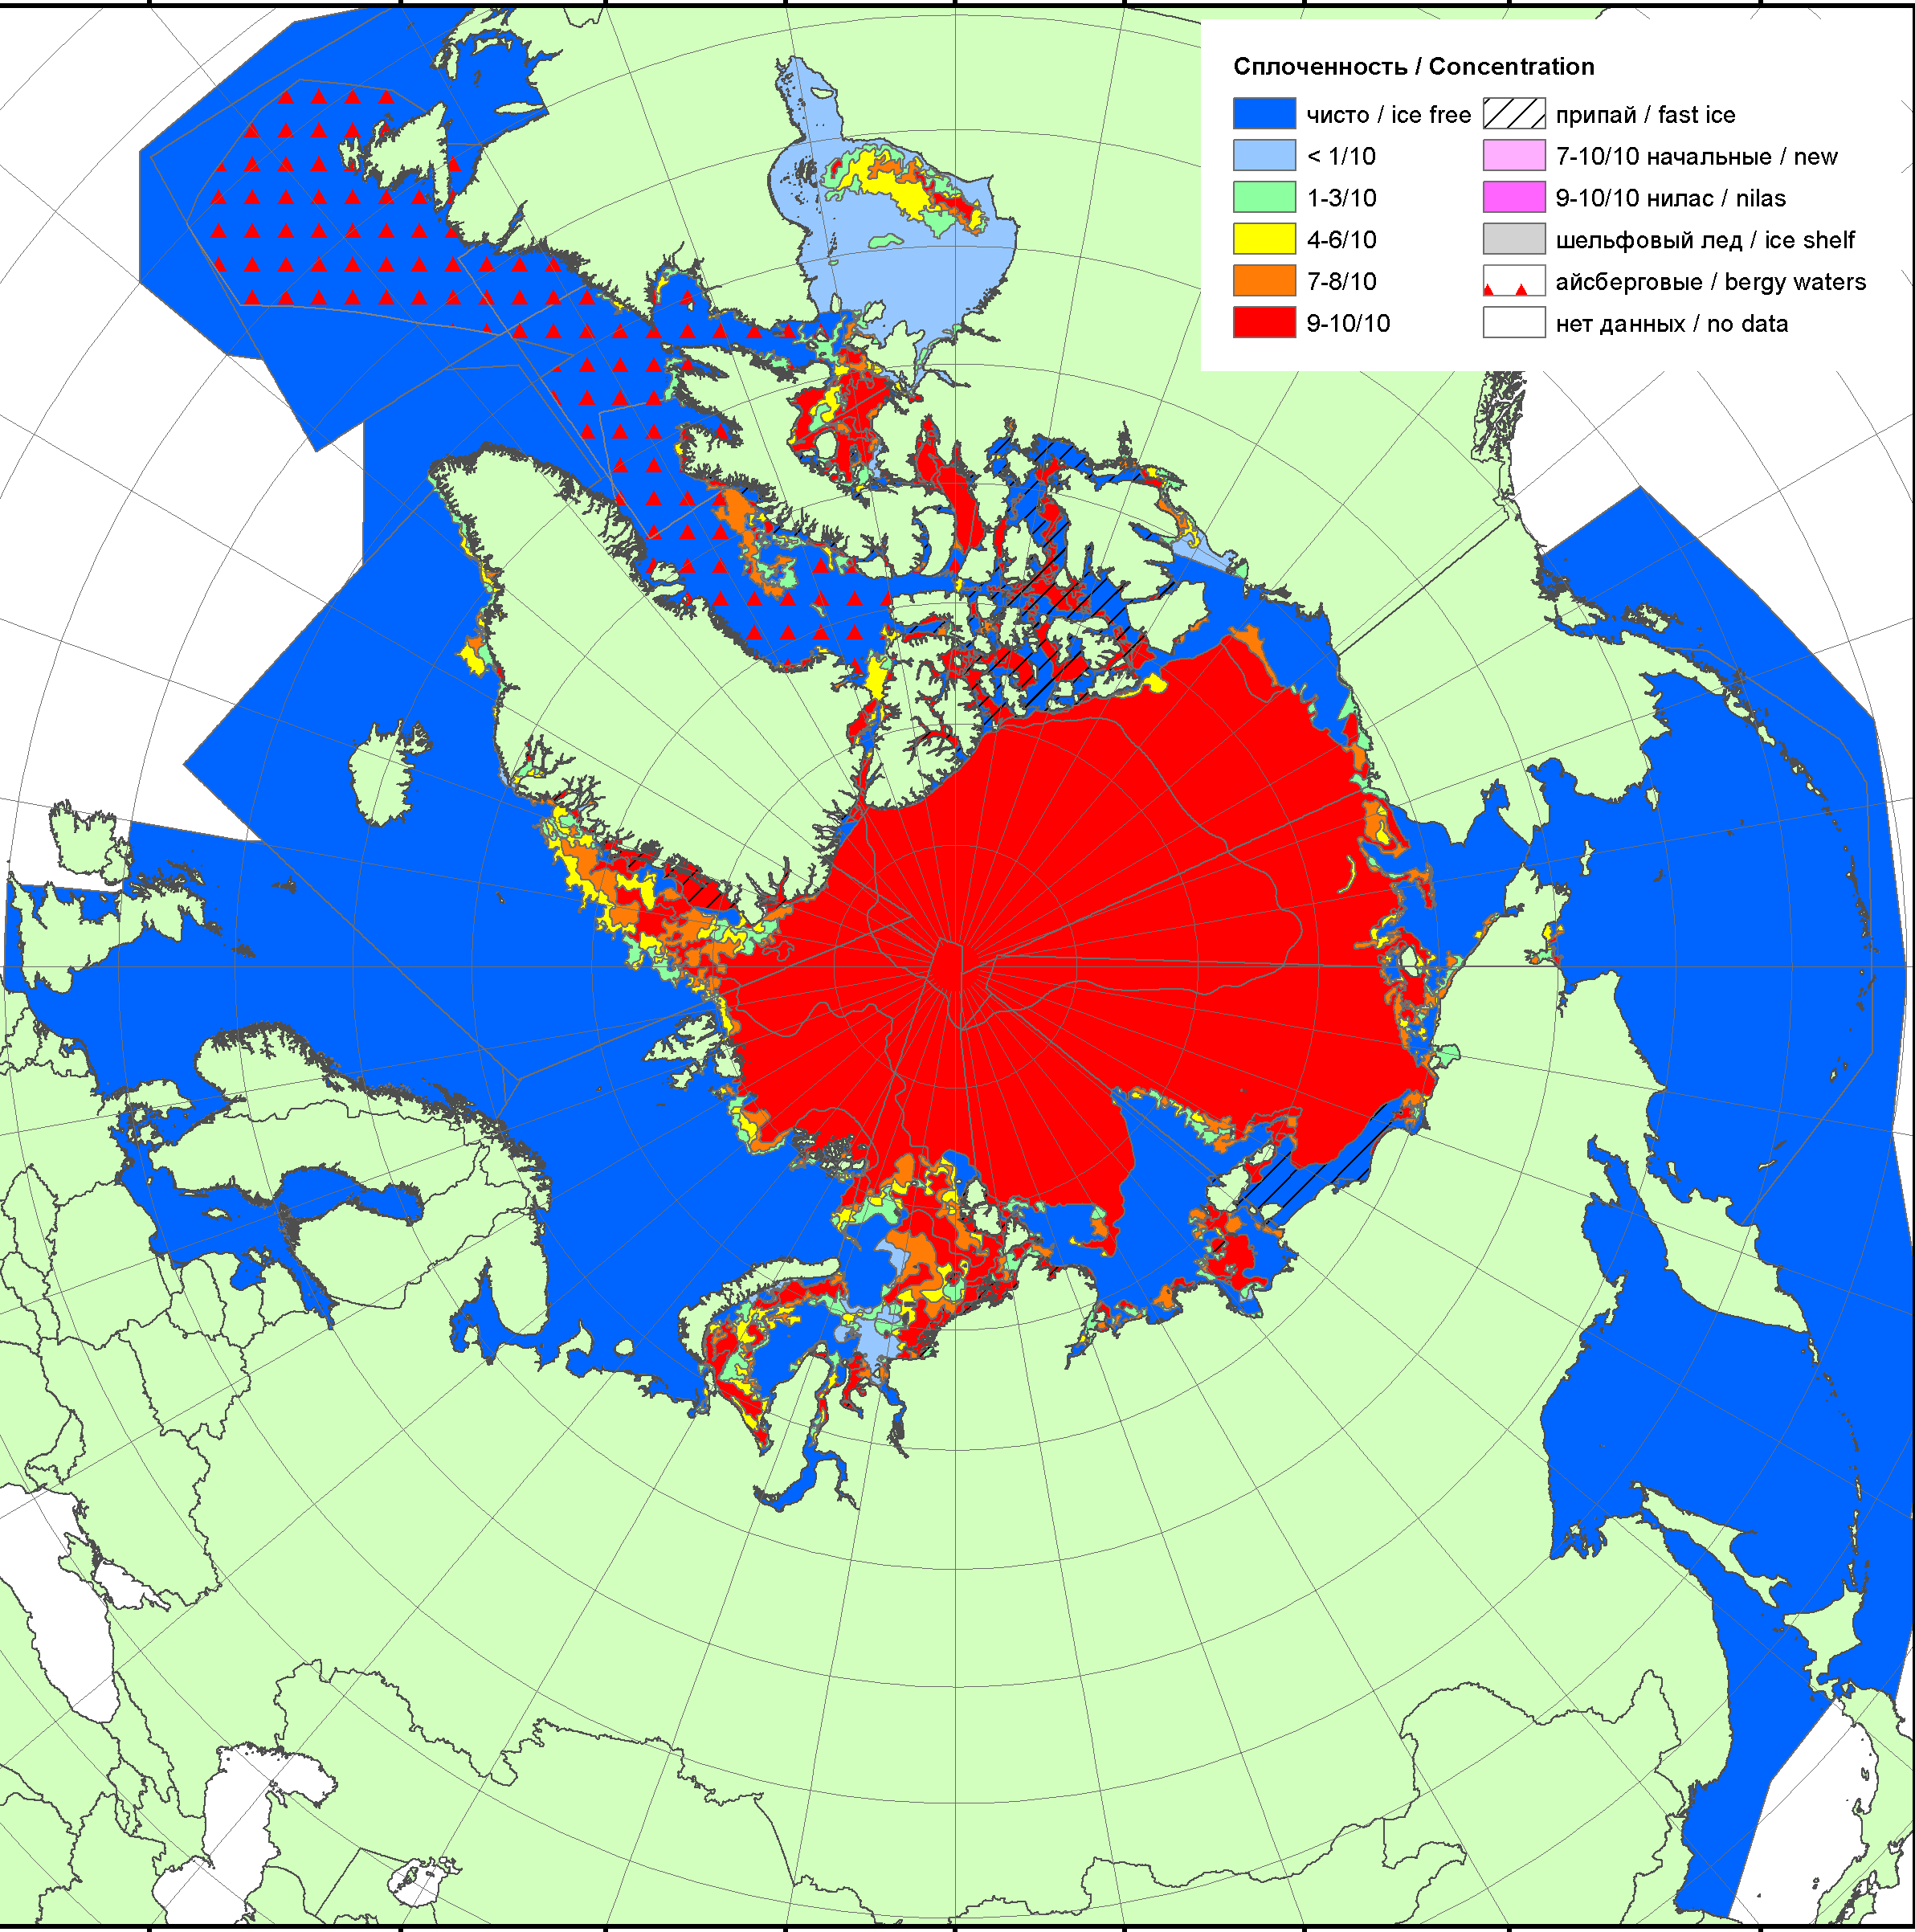 Сплоченность / Concentration
чисто / ice free
< 1/10
1-3/10
4-6/10
7-8/10
9-10/10
припай / fast ice
7-10/10 начальные / new
9-10/10 нилас / nilas
шельфовый лед / ice shelf
айсберговые / bergy waters
нет данных / no data